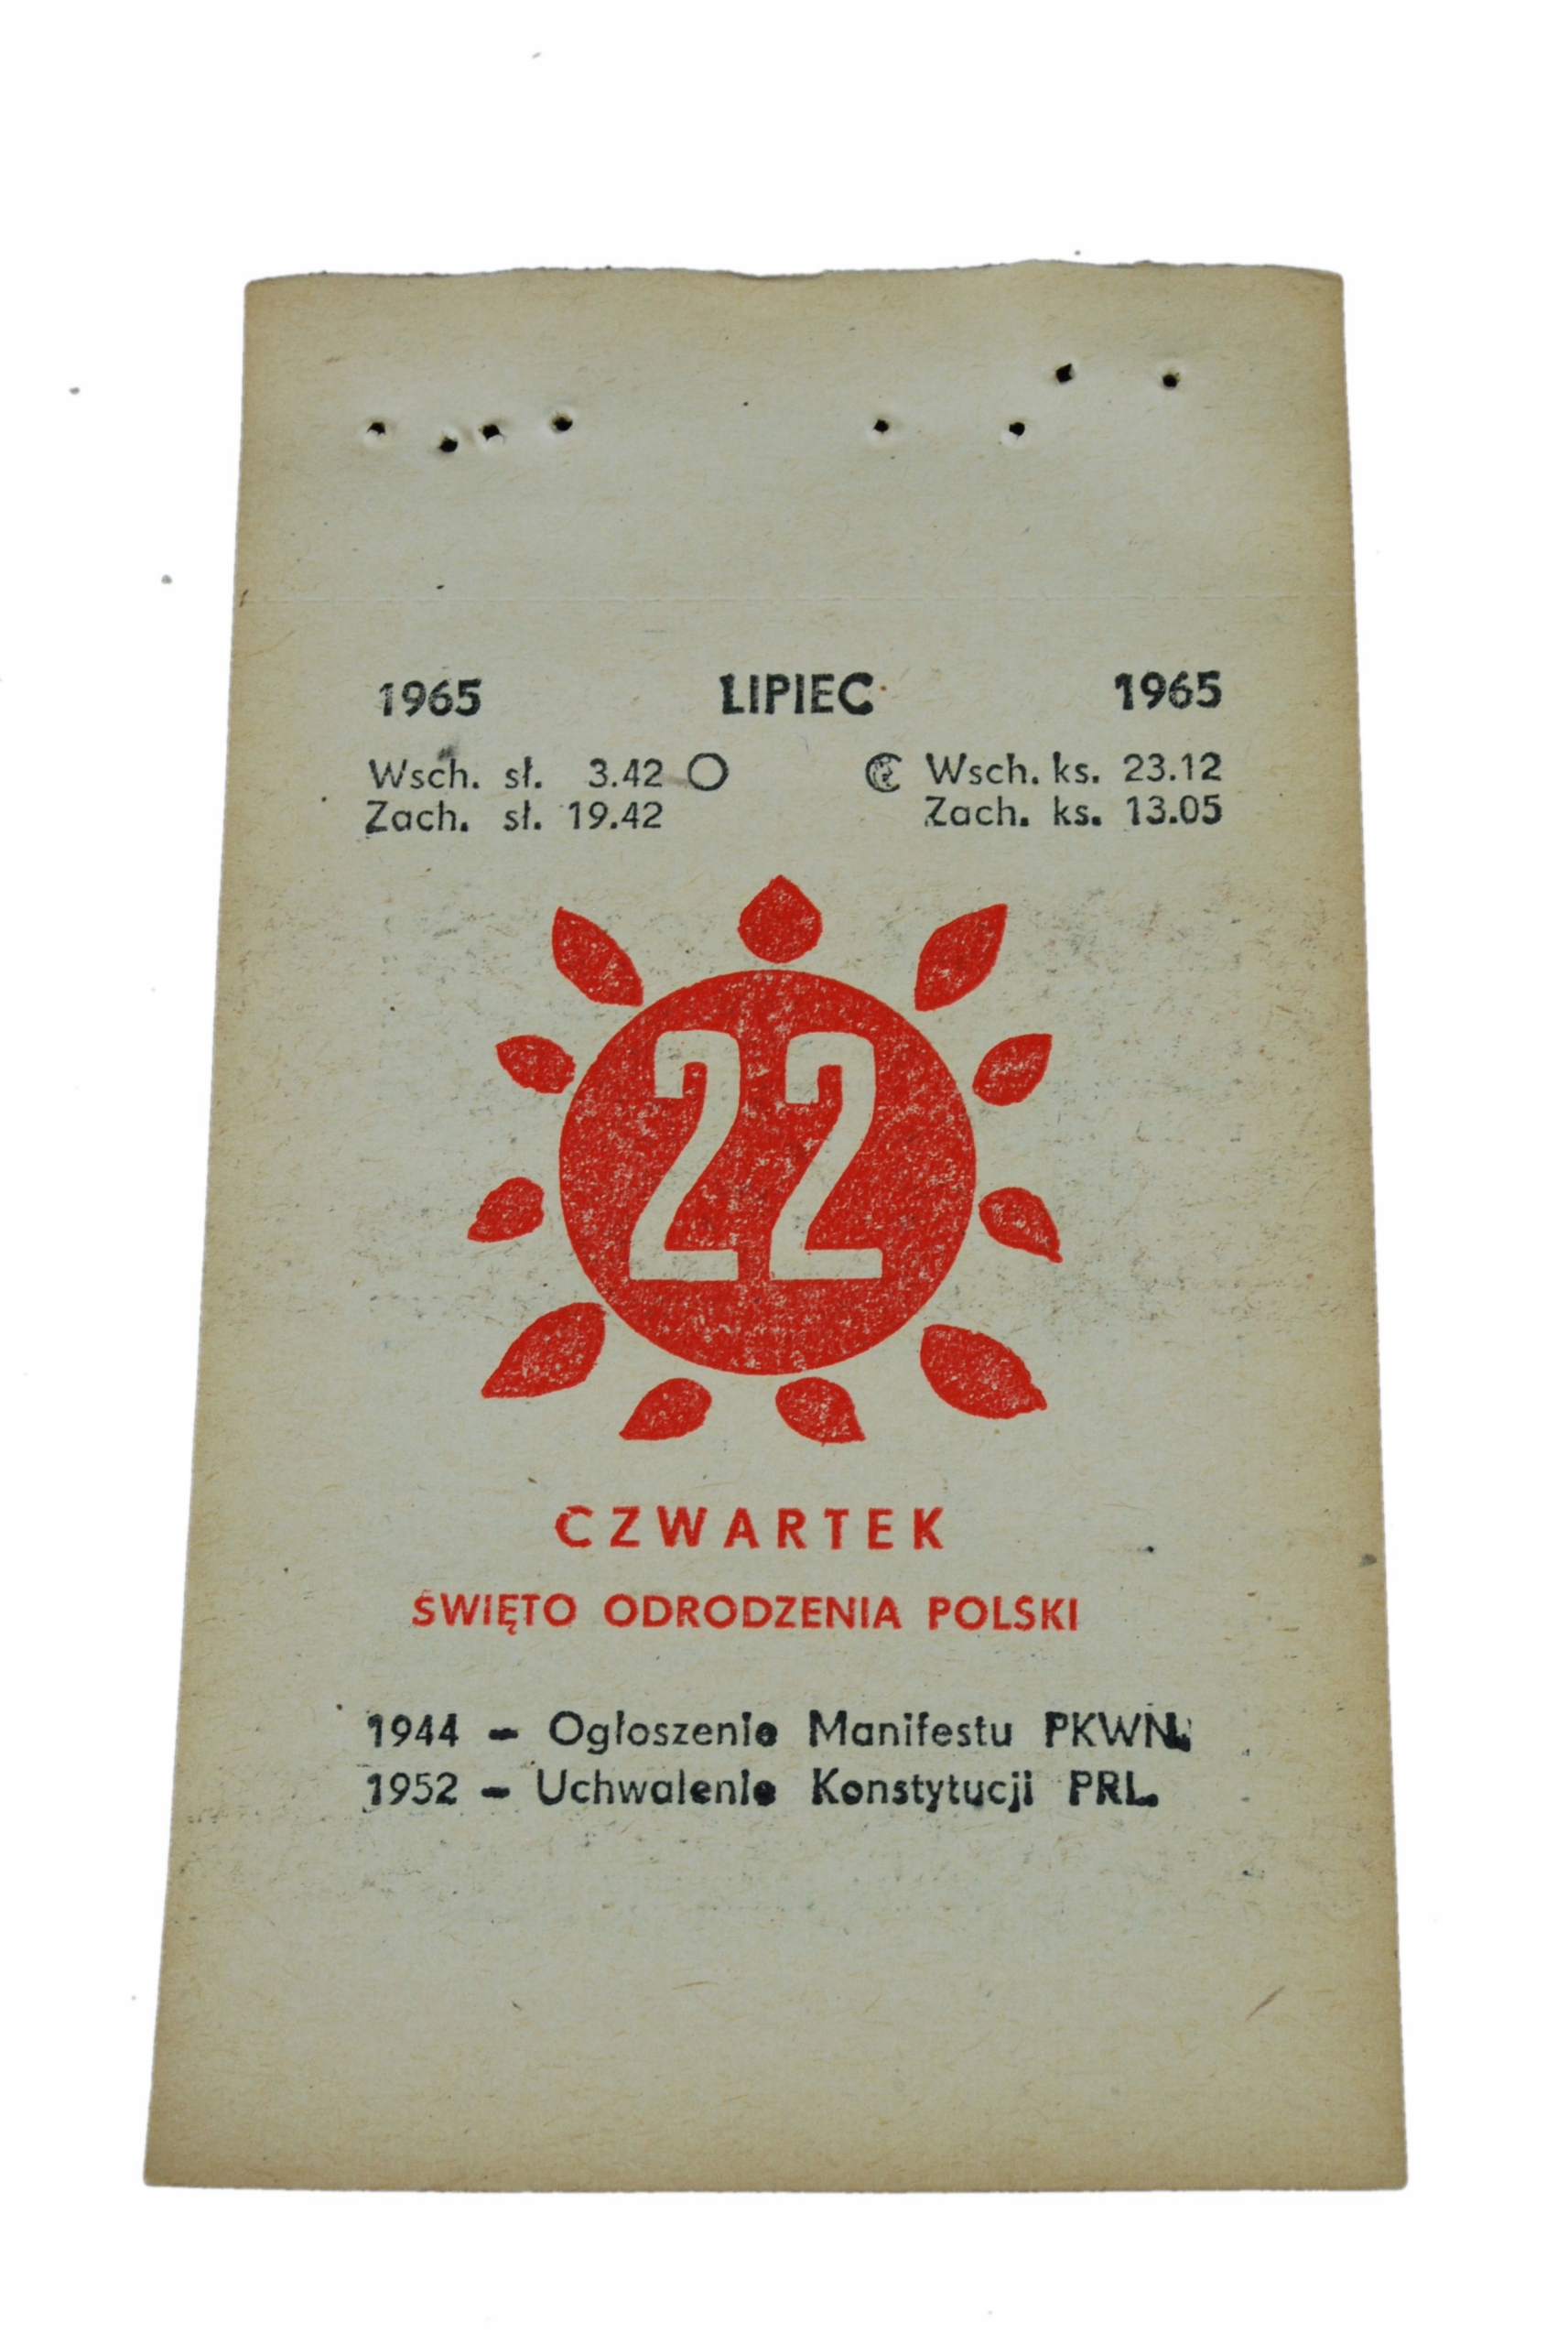 1965 LIPIEC 1965
Wsch. sł. 3.42 Wsch. ks. 23.12
Zach. sł. 19.42 Zach. ks. 13.05
22
CZWARTEK
ŚWIĘTO ODRODZENIA POLSKI
1944 – Ogłoszenie Manifestu PKWN.
1952 – Uchwalenie Konstytucji PRL.